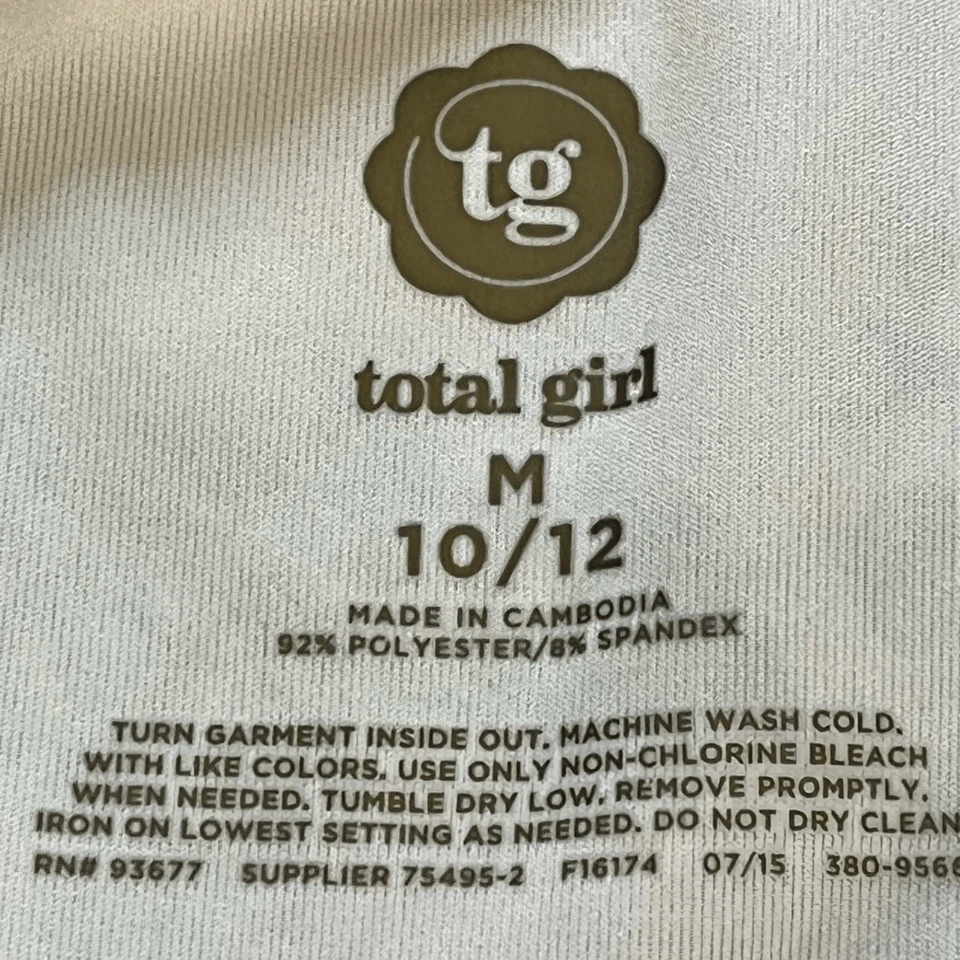 tg
total girl
M
10/12
MADE IN CAMBODIA
92% POLYESTER/8% SPANDEX
TURN GARMENT INSIDE OUT. MACHINE WASH COLD.
WITH LIKE COLORS. USE ONLY NON-CHLORINE BLEACH
WHEN NEEDED. TUMBLE DRY LOW. REMOVE PROMPTLY.
IRON ON LOWEST SETTING AS NEEDED. DO NOT DRY CLEAN
RN# 93677 SUPPLIER 75495-2 F16174 07/15 380-9566